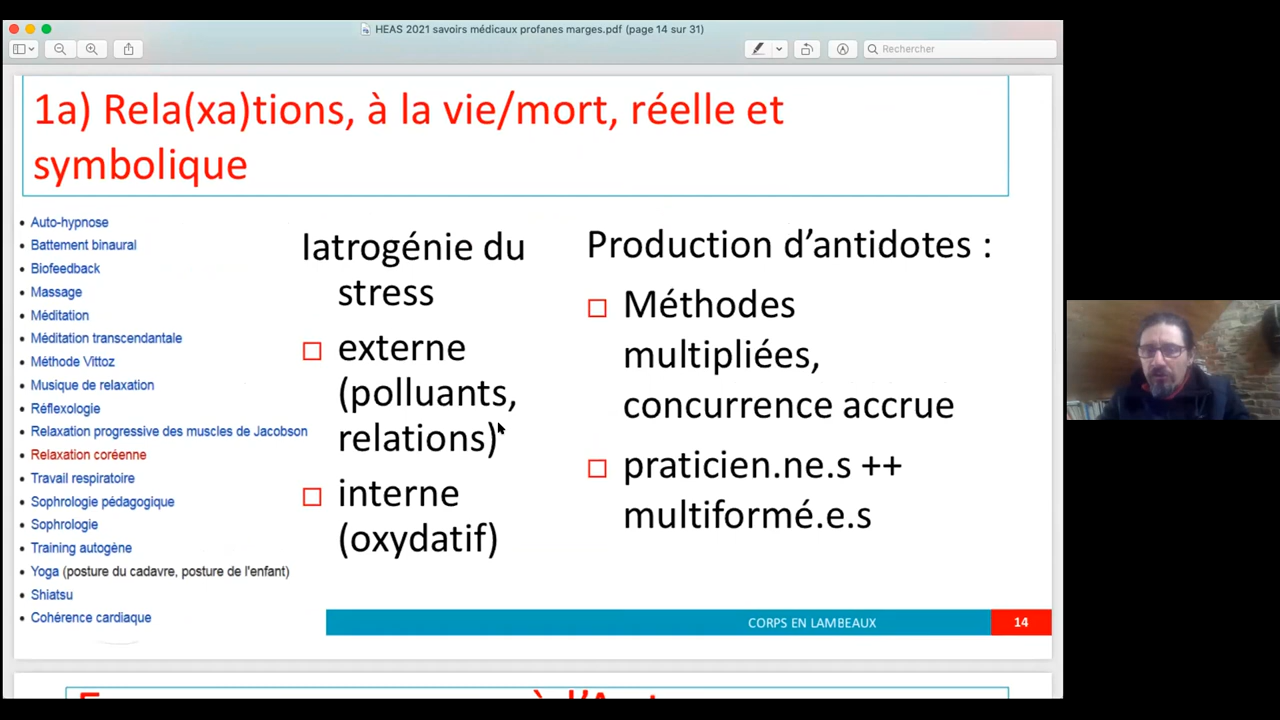 HEAS 2021 savoirs médicaux profanes marges.pdf (page 14 sur 31)
Rechercher
1a) Rela(xa)tions, à la vie/mort, réelle et
symbolique
Auto-hypnose
Battement binaural
Biofeedback
Massage
Méditation
Méditation transcendantale
Méthode Vittoz
Musique de relaxation
Réflexologie
Relaxation progressive des muscles de Jacobson
Relaxation coréenne
Travail respiratoire
Sophrologie pédagogique
Sophrologie
Training autogène
Yoga (posture du cadavre, posture de l'enfant)
Shiatsu
Cohérence cardiaque
Iatrogénie du
stress
externe
(polluants,
relations)
interne
(oxydatif)
Production d’antidotes :
Méthodes
multipliées,
concurrence accrue
praticien.ne.s ++
multiformé.e.s
CORPS EN LAMBEAUX
14